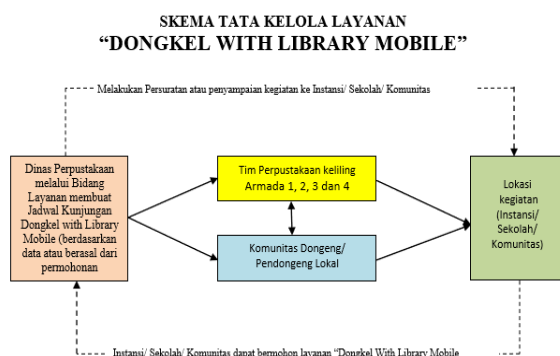 SKEMA TATA KELOLA LAYANAN
“DONGKEL WITH LIBRARY MOBILE”
Melakukan Persuratan atau penyampaian kegiatan ke Instansi/ Sekolah/ Komunitas
Dinas Perpustakaan
melalui Bidang
Layanan membuat
Jadwal Kunjungan
Dongkel with Library
Mobile (berdasarkan
data atau berasal dari
permohonan
Tim Perpustakaan keliling
Armada 1, 2, 3 dan 4
Komunitas Dongeng/
Pendongeng Lokal
Lokasi
kegiatan
(Instansi/
Sekolah/
Komunitas)
Instansi/ Sekolah/ Komunitas dapat bermohon layanan “Dongkel With Library Mobile